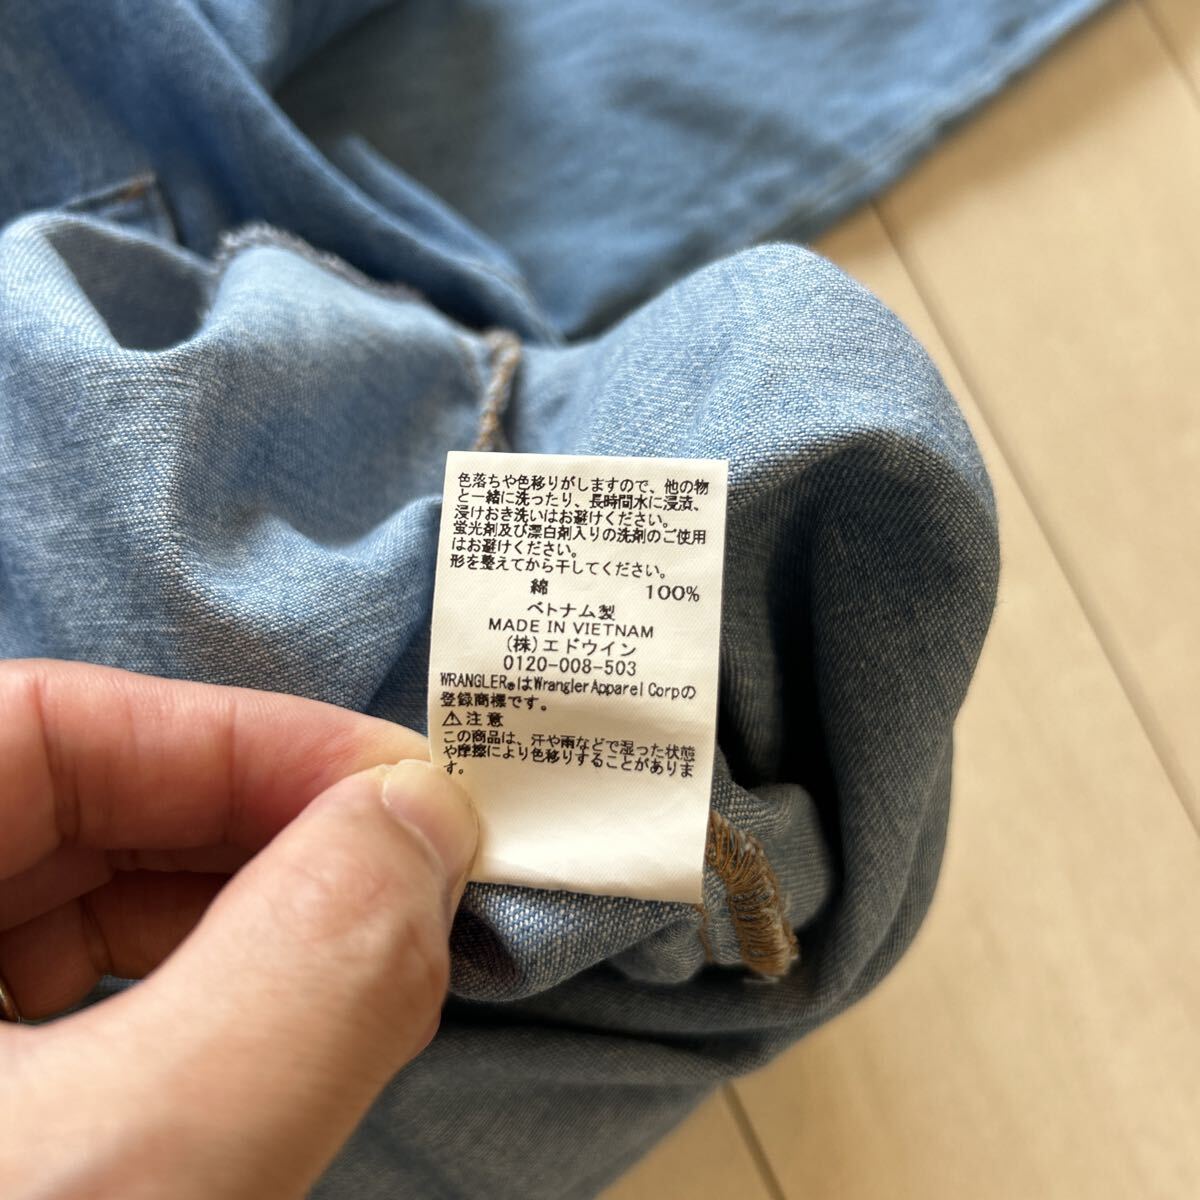 色落ちや色移りがしますので、他の物
と一緒に洗ったり、長時間水に浸漬、
浸けおき洗いはお避けください。
蛍光剤及び漂白剤入りの洗剤のご使用
はお避けください。
形を整えてから干してください。
綿 100%
ベトナム製
MADE IN VIETNAM
(株)エドウイン
0120-008-503
WRANGLER®はWrangler Apparel Corpの
登録商標です。
⚠注意
この商品は、汗や雨などで湿った状態
や摩擦により色移りすることがありま
す。